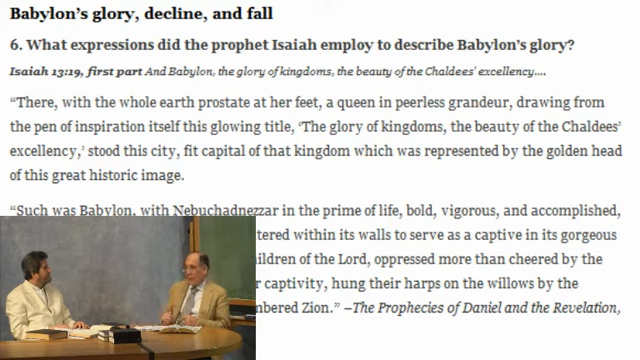 Babylon's glory, decline, and fall
6. What expressions did the prophet Isaiah employ to describe Babylon's glory?
Isaiah 13:19, first part And Babylon, the glory of kingdoms, the beauty of the Chaldees' excellency....
“There, with the whole earth prostate at her feet, a queen in peerless grandeur, drawing from
the pen of inspiration itself this glowing title, ‘The glory of kingdoms, the beauty of the Chaldees’
excellency,’ stood this city, fit capital of that kingdom which was represented by the golden head
of this great historic image.
“Such was Babylon, with Nebuchadnezzar in the prime of life, bold, vigorous, and accomplished,
tered within its walls to serve as a captive in its gorgeous
ildren of the Lord, oppressed more than cheered by the
r captivity, hung their harps on the willows by the
mbered Zion.” –The Prophecies of Daniel and the Revelation,